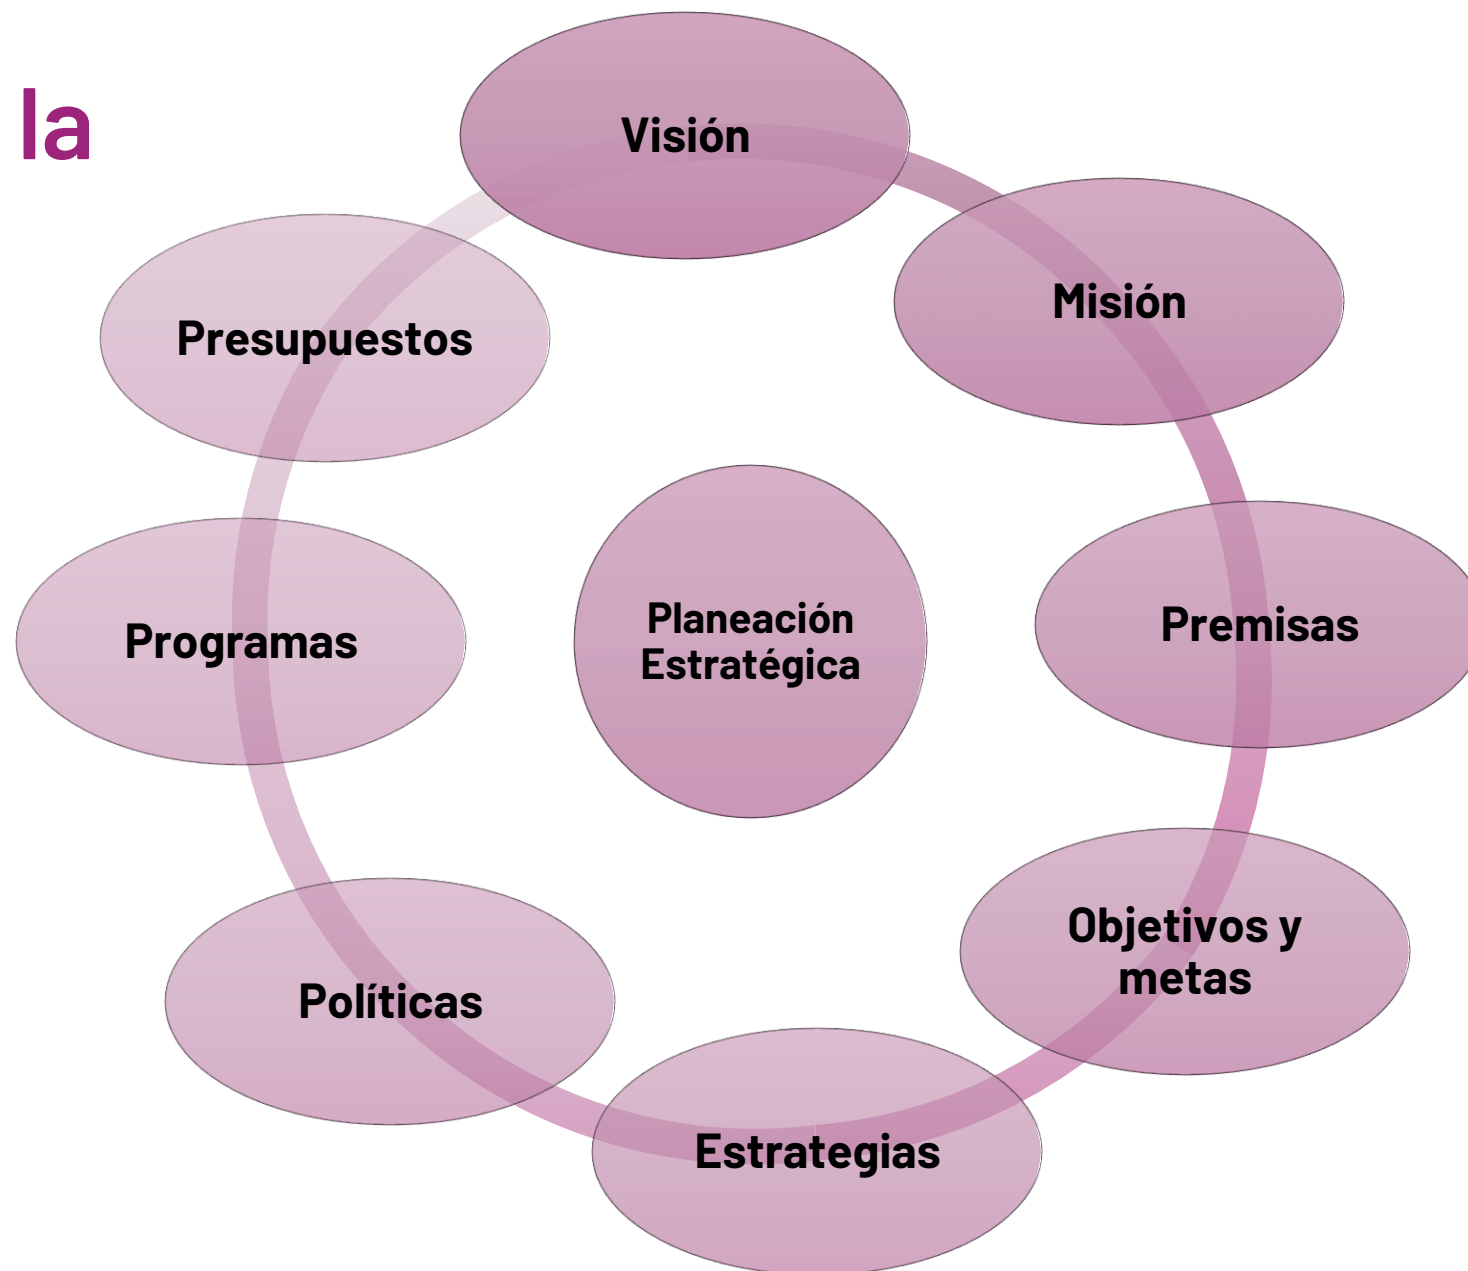 la
Visión
Misión
Premisas
Objetivos y
metas
Estrategias
Políticas
Programas
Presupuestos
Planeación
Estratégica